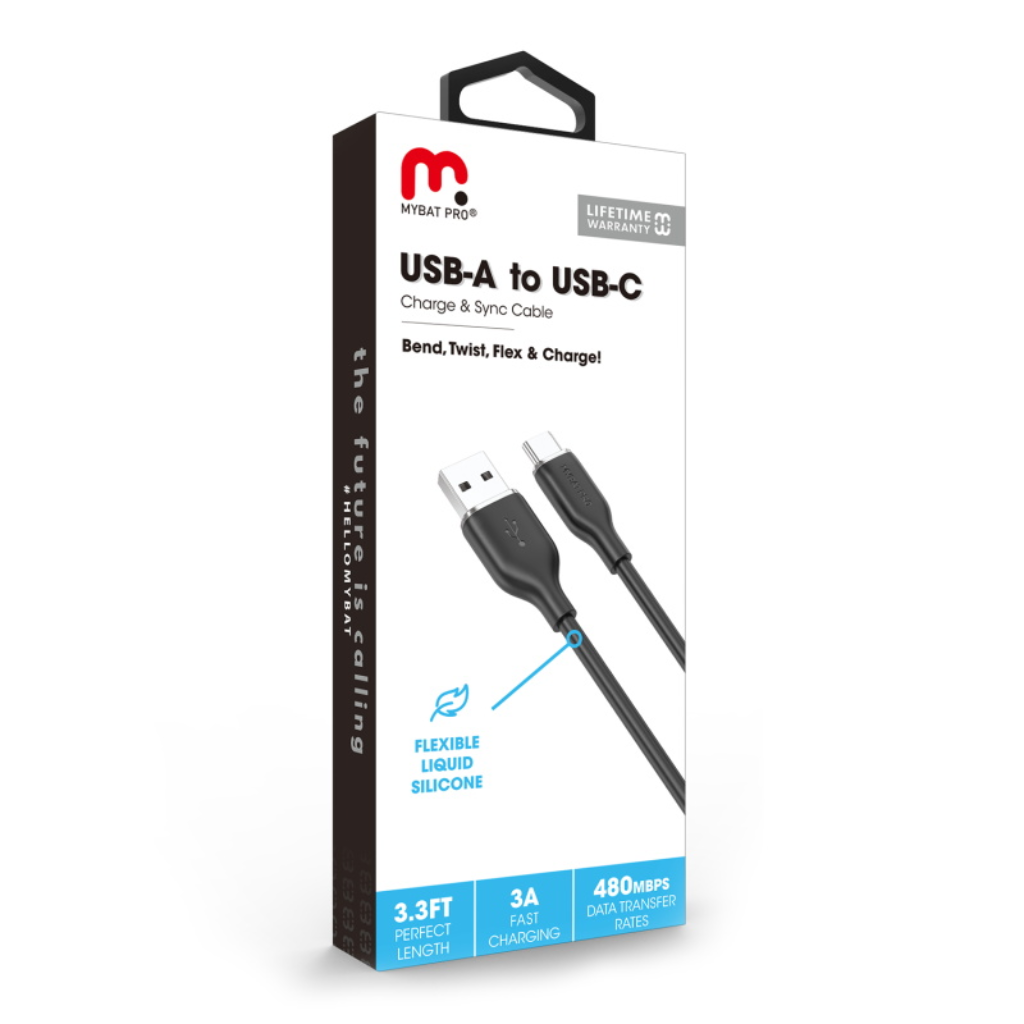 MYBAT PRO®
LIFETIME
WARRANTY
USB-A to USB-C
Charge & Sync Cable
Bend, Twist, Flex & Charge!
FLEXIBLE
LIQUID
SILICONE
3.3FT
PERFECT
LENGTH
3A
FAST
CHARGING
480MBPS
DATA TRANSFER
RATES
the future is calling
#HELLOMYBAT